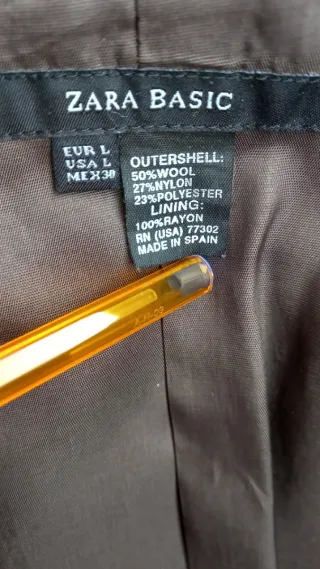 ZARA BASIC
EUR L
USA L
MEX 30
OUTERSHELL:
50%WOOL
27%NYLON
23%POLYESTER
LINING:
100%RAYON
RN (USA) 77302
MADE IN SPAIN